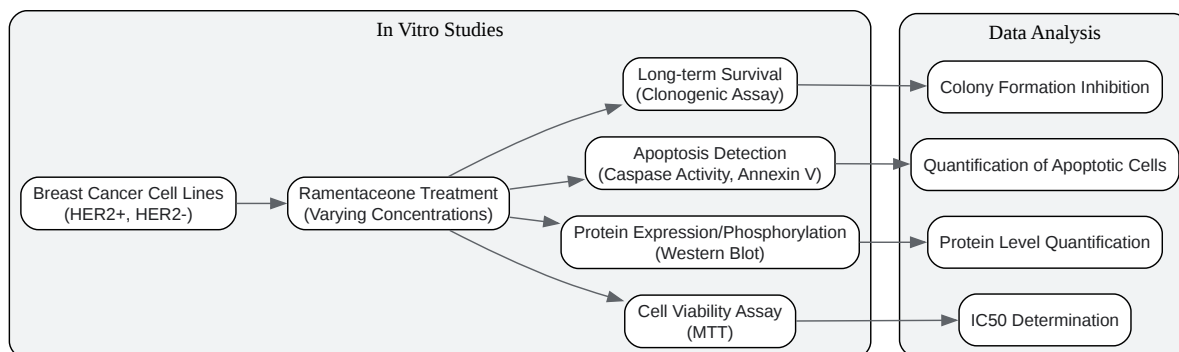 In Vitro Studies
Data Analysis
Long-term Survival
(Clonogenic Assay)
Colony Formation Inhibition
Apoptosis Detection
(Caspase Activity, Annexin V)
Quantification of Apoptotic Cells
Breast Cancer Cell Lines
(HER2+, HER2-)
Ramentaceone Treatment
(Varying Concentrations)
Protein Expression/Phosphorylation
(Western Blot)
Protein Level Quantification
Cell Viability Assay
(MTT)
IC50 Determination